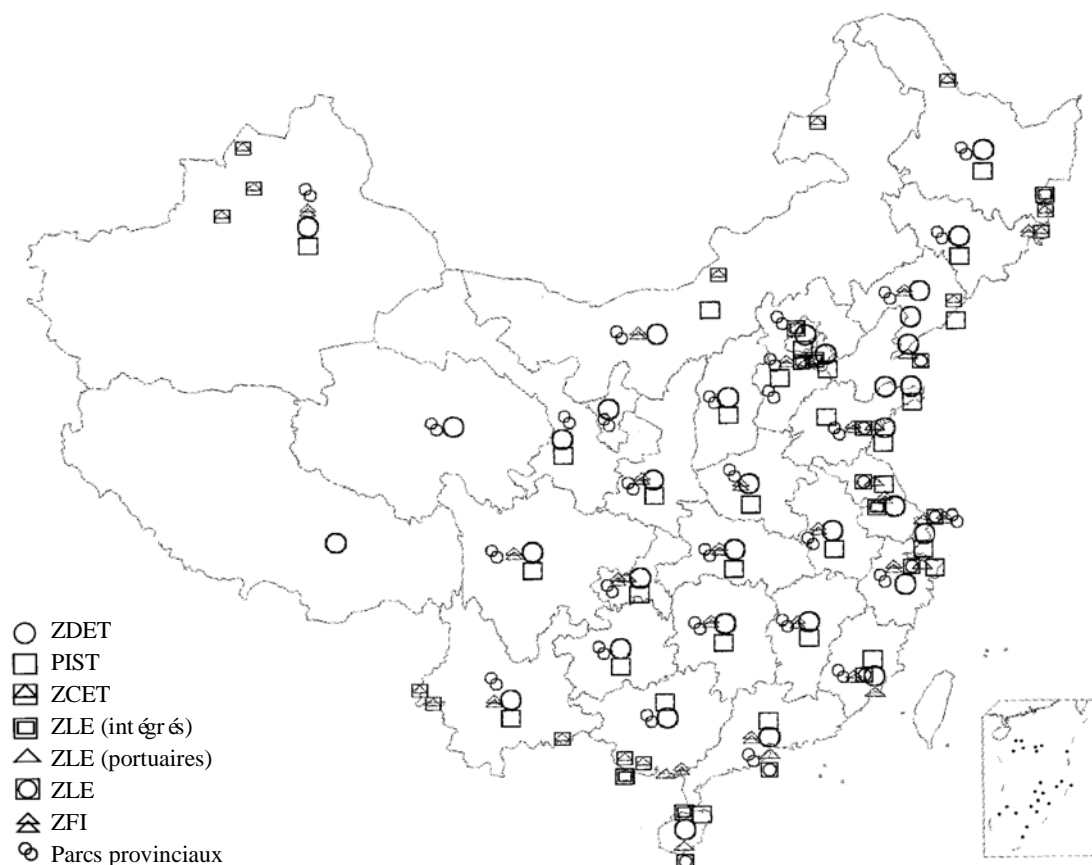 ZDET
PIST
ZCET
ZLE (intégrés)
ZLE (portuaires)
ZLE
ZFI
Parcs provinciaux